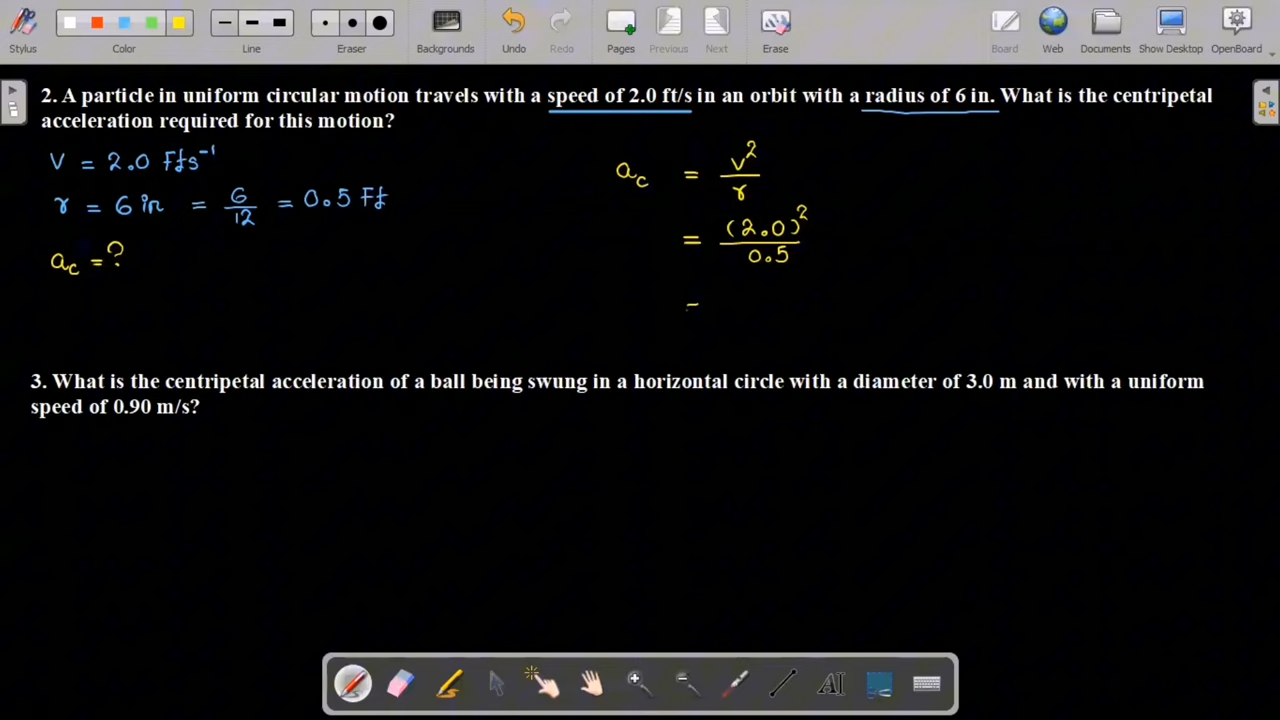 Stylus Color Line Eraser Backgrounds Undo Redo Pages Previous Next Erase Board Web Documents Show Desktop OpenBoard
2. A particle in uniform circular motion travels with a speed of 2.0 ft/s in an orbit with a radius of 6 in. What is the centripetal
acceleration required for this motion?
v = 2.0 Fts⁻¹
r = 6 in = 6/12 = 0.5 Ft
a_c = ?
a_c = v²/r
= (2.0)²/0.5
=
3. What is the centripetal acceleration of a ball being swung in a horizontal circle with a diameter of 3.0 m and with a uniform
speed of 0.90 m/s?
AI